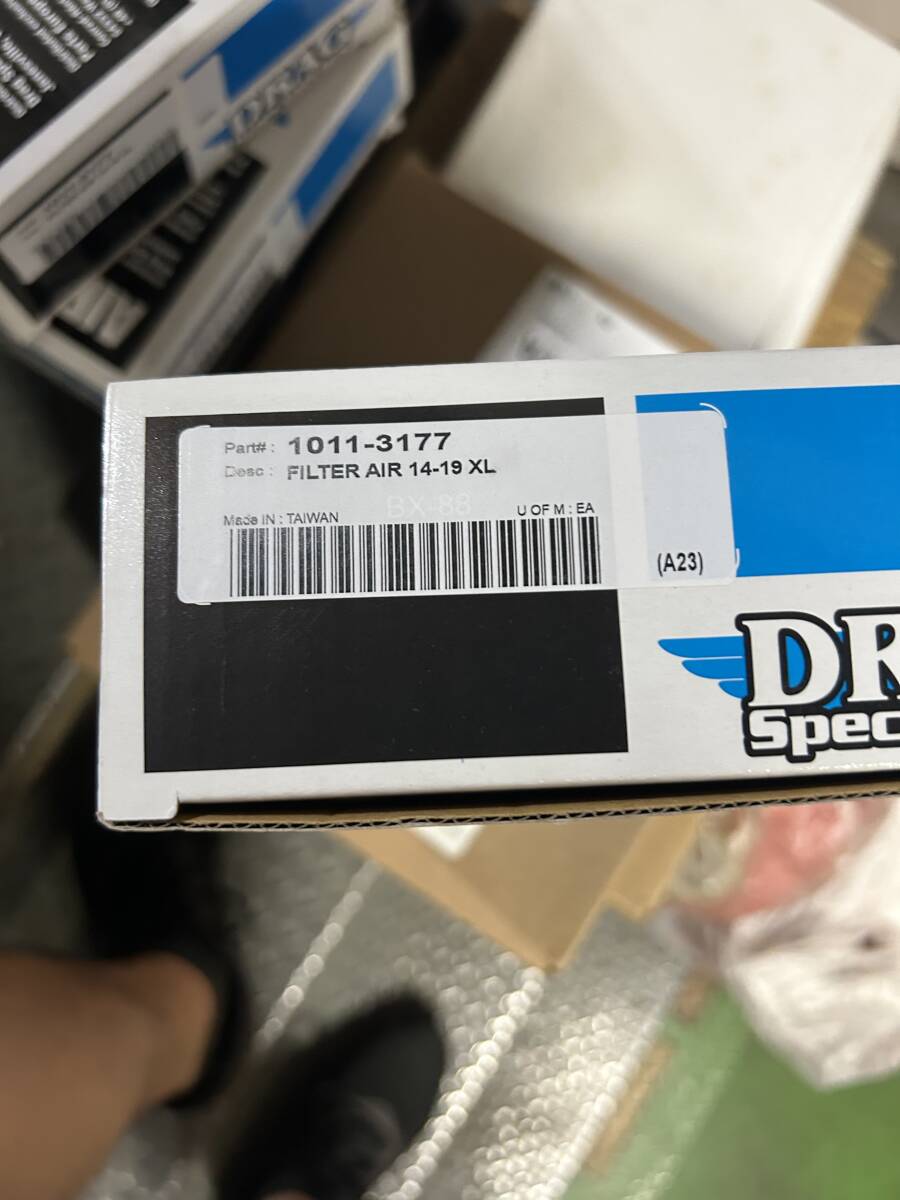 DRAG
Part# : 1011-3177
Desc : FILTER AIR 14-19 XL
BX-88
Made IN : TAIWAN
U OF M : EA
(A23)
DR
Spec